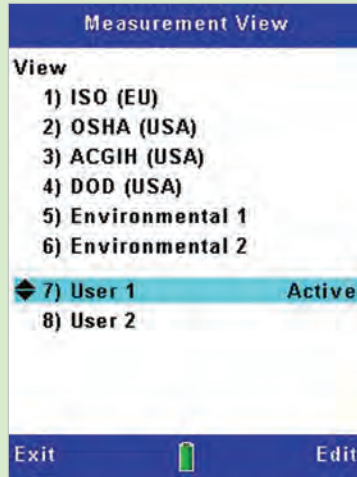 Measurement View
View
1) ISO (EU)
2) OSHA (USA)
3) ACGIH (USA)
4) DOD (USA)
5) Environmental 1
6) Environmental 2
7) User 1 Active
8) User 2
Exit Edit